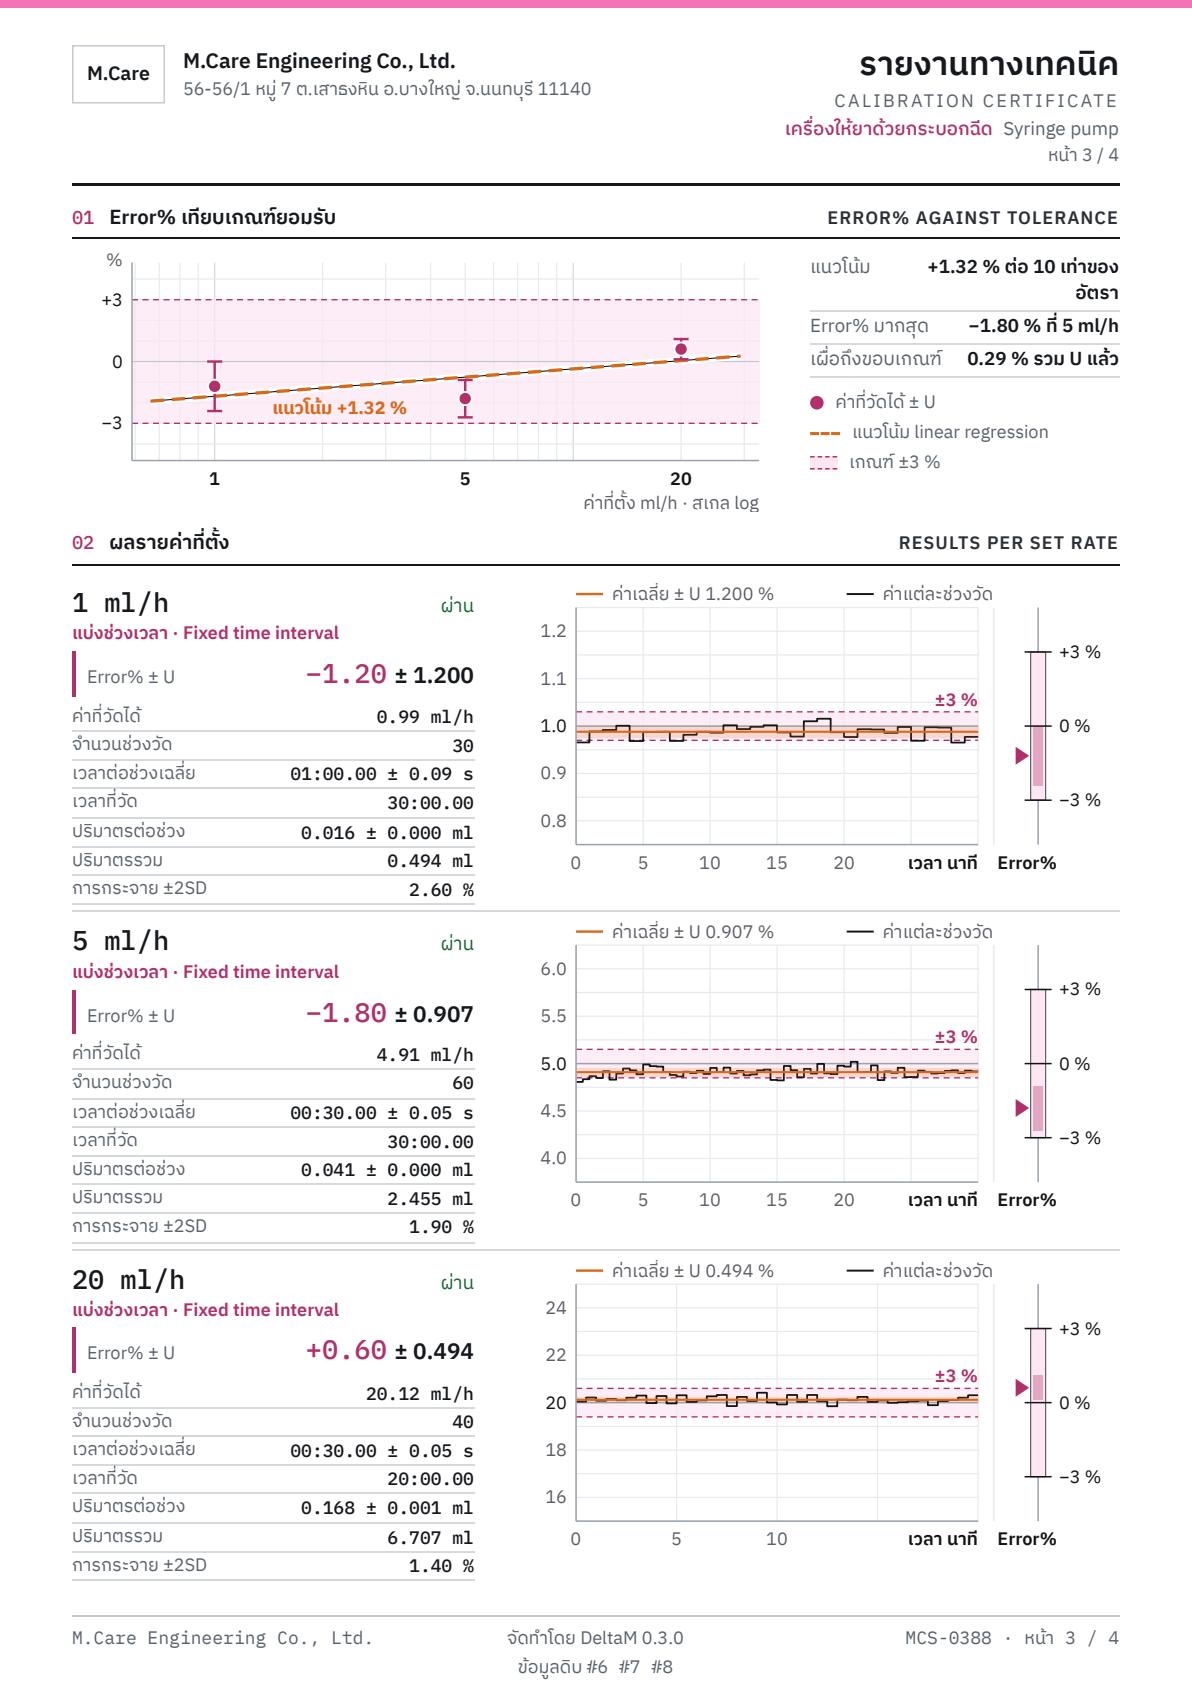 M.Care
M.Care Engineering Co., Ltd.
56-56/1 หมู่ 7 ต.เสาธงหิน อ.บางใหญ่ จ.นนทบุรี 11140
รายงานทางเทคนิค
CALIBRATION CERTIFICATE
เครื่องให้ยาด้วยกระบอกฉีด Syringe pump
หน้า 3 / 4
01 Error% เทียบเกณฑ์ยอมรับ
ERROR% AGAINST TOLERANCE
%
+3
0
−3
แนวโน้ม +1.32 %
1 5 20
ค่าที่ตั้ง ml/h · สเกล log
แนวโน้ม +1.32 % ต่อ 10 เท่าของ
อัตรา
Error% มากสุด −1.80 % ที่ 5 ml/h
เผื่อถึงขอบเกณฑ์ 0.29 % รวม U แล้ว
ค่าที่วัดได้ ± U
แนวโน้ม linear regression
เกณฑ์ ±3 %
02 ผลรายค่าที่ตั้ง
RESULTS PER SET RATE
1 ml/h ผ่าน
แบ่งช่วงเวลา · Fixed time interval
Error% ± U −1.20 ± 1.200
ค่าที่วัดได้ 0.99 ml/h
จำนวนช่วงวัด 30
เวลาต่อช่วงเฉลี่ย 01:00.00 ± 0.09 s
เวลาที่วัด 30:00.00
ปริมาตรต่อช่วง 0.016 ± 0.000 ml
ปริมาตรรวม 0.494 ml
การกระจาย ±2SD 2.60 %
ค่าเฉลี่ย ± U 1.200 % ค่าแต่ละช่วงวัด
1.2
1.1
1.0
0.9
0.8
±3 %
0 5 10 15 20 เวลา นาที
+3 %
0 %
−3 %
Error%
5 ml/h ผ่าน
แบ่งช่วงเวลา · Fixed time interval
Error% ± U −1.80 ± 0.907
ค่าที่วัดได้ 4.91 ml/h
จำนวนช่วงวัด 60
เวลาต่อช่วงเฉลี่ย 00:30.00 ± 0.05 s
เวลาที่วัด 30:00.00
ปริมาตรต่อช่วง 0.041 ± 0.000 ml
ปริมาตรรวม 2.455 ml
การกระจาย ±2SD 1.90 %
ค่าเฉลี่ย ± U 0.907 % ค่าแต่ละช่วงวัด
6.0
5.5
5.0
4.5
4.0
±3 %
0 5 10 15 20 เวลา นาที
+3 %
0 %
−3 %
Error%
20 ml/h ผ่าน
แบ่งช่วงเวลา · Fixed time interval
Error% ± U +0.60 ± 0.494
ค่าที่วัดได้ 20.12 ml/h
จำนวนช่วงวัด 40
เวลาต่อช่วงเฉลี่ย 00:30.00 ± 0.05 s
เวลาที่วัด 20:00.00
ปริมาตรต่อช่วง 0.168 ± 0.001 ml
ปริมาตรรวม 6.707 ml
การกระจาย ±2SD 1.40 %
ค่าเฉลี่ย ± U 0.494 % ค่าแต่ละช่วงวัด
24
22
20
18
16
±3 %
0 5 10 เวลา นาที
+3 %
0 %
−3 %
Error%
M.Care Engineering Co., Ltd.
จัดทำโดย DeltaM 0.3.0
ข้อมูลดิบ #6 #7 #8
MCS-0388 · หน้า 3 / 4